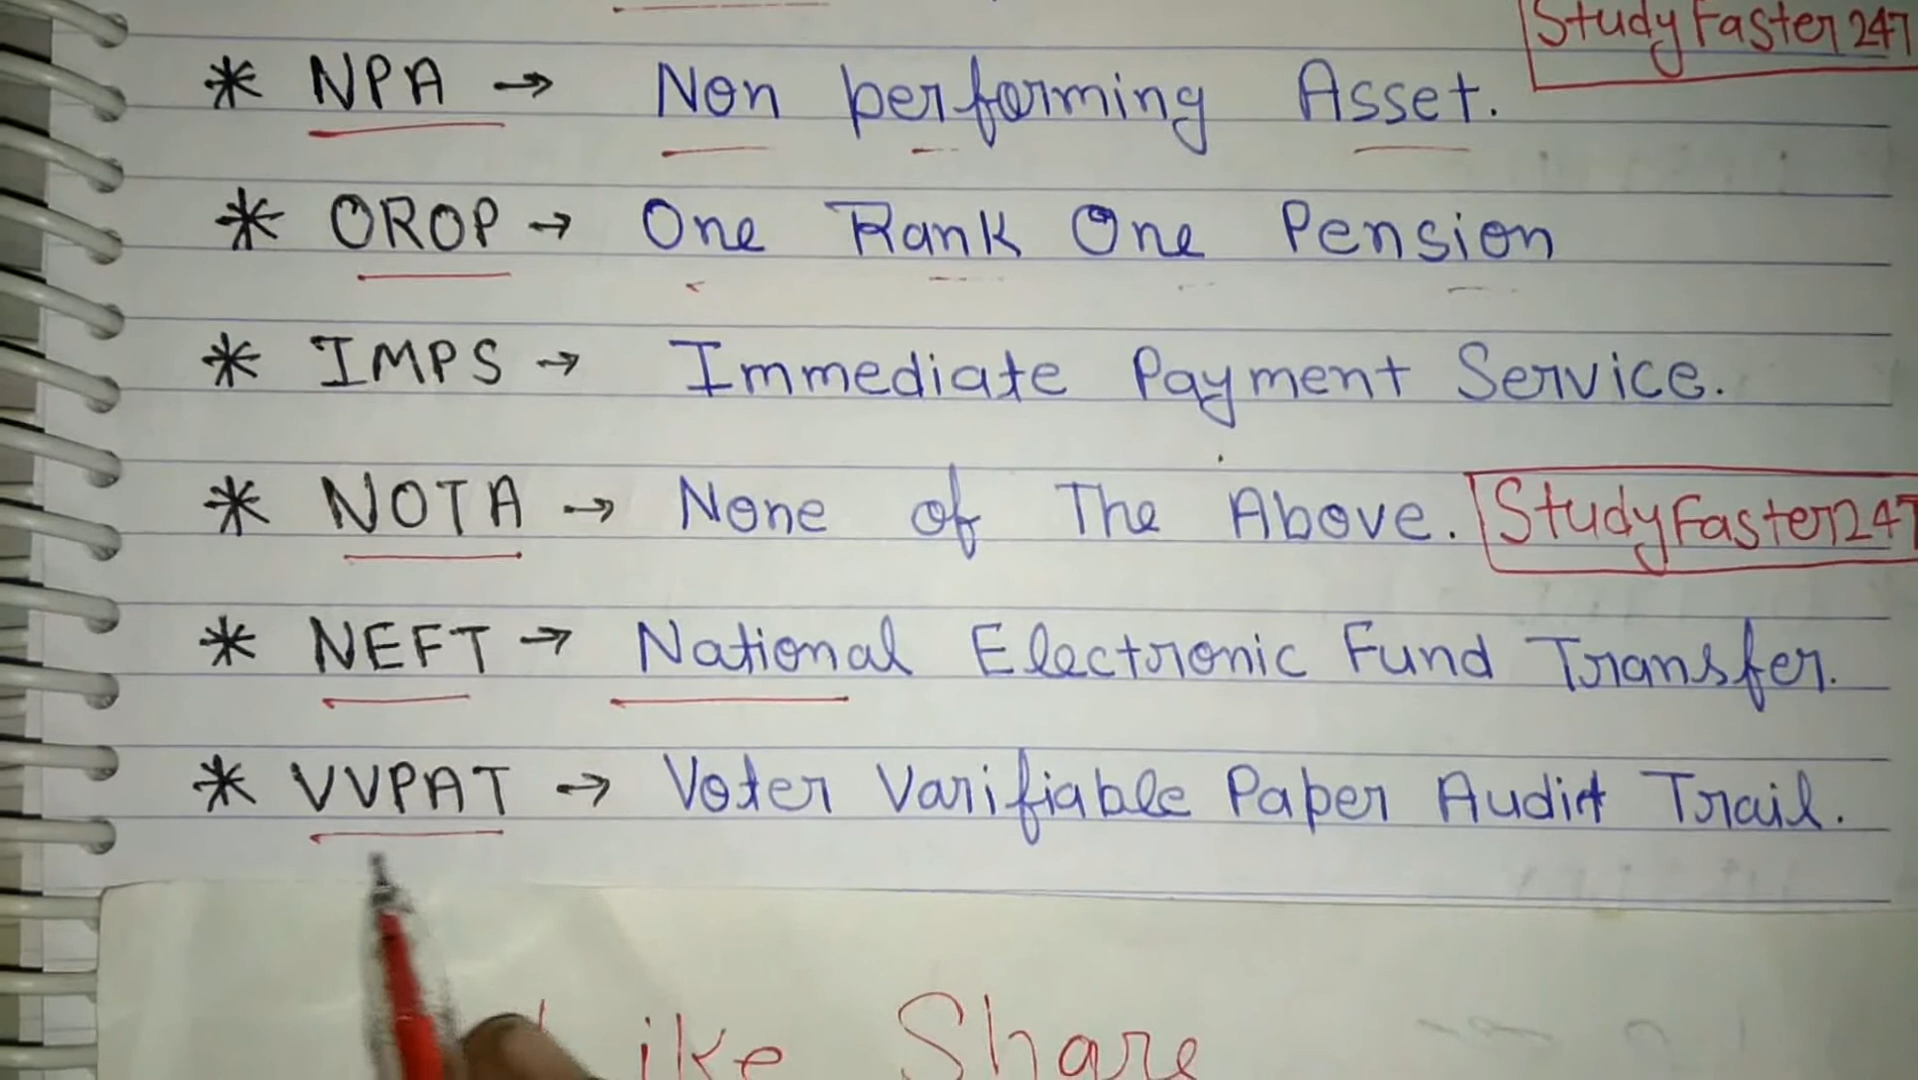 StudyFaster247
* NPA → Non performing Asset.
* OROP → One Rank One Pension
* IMPS → Immediate Payment Service.
* NOTA → None of The Above. StudyFaster247
* NEFT → National Electronic Fund Transfer.
* VVPAT → Voter Varifiable Paper Audit Trail.
Like Share